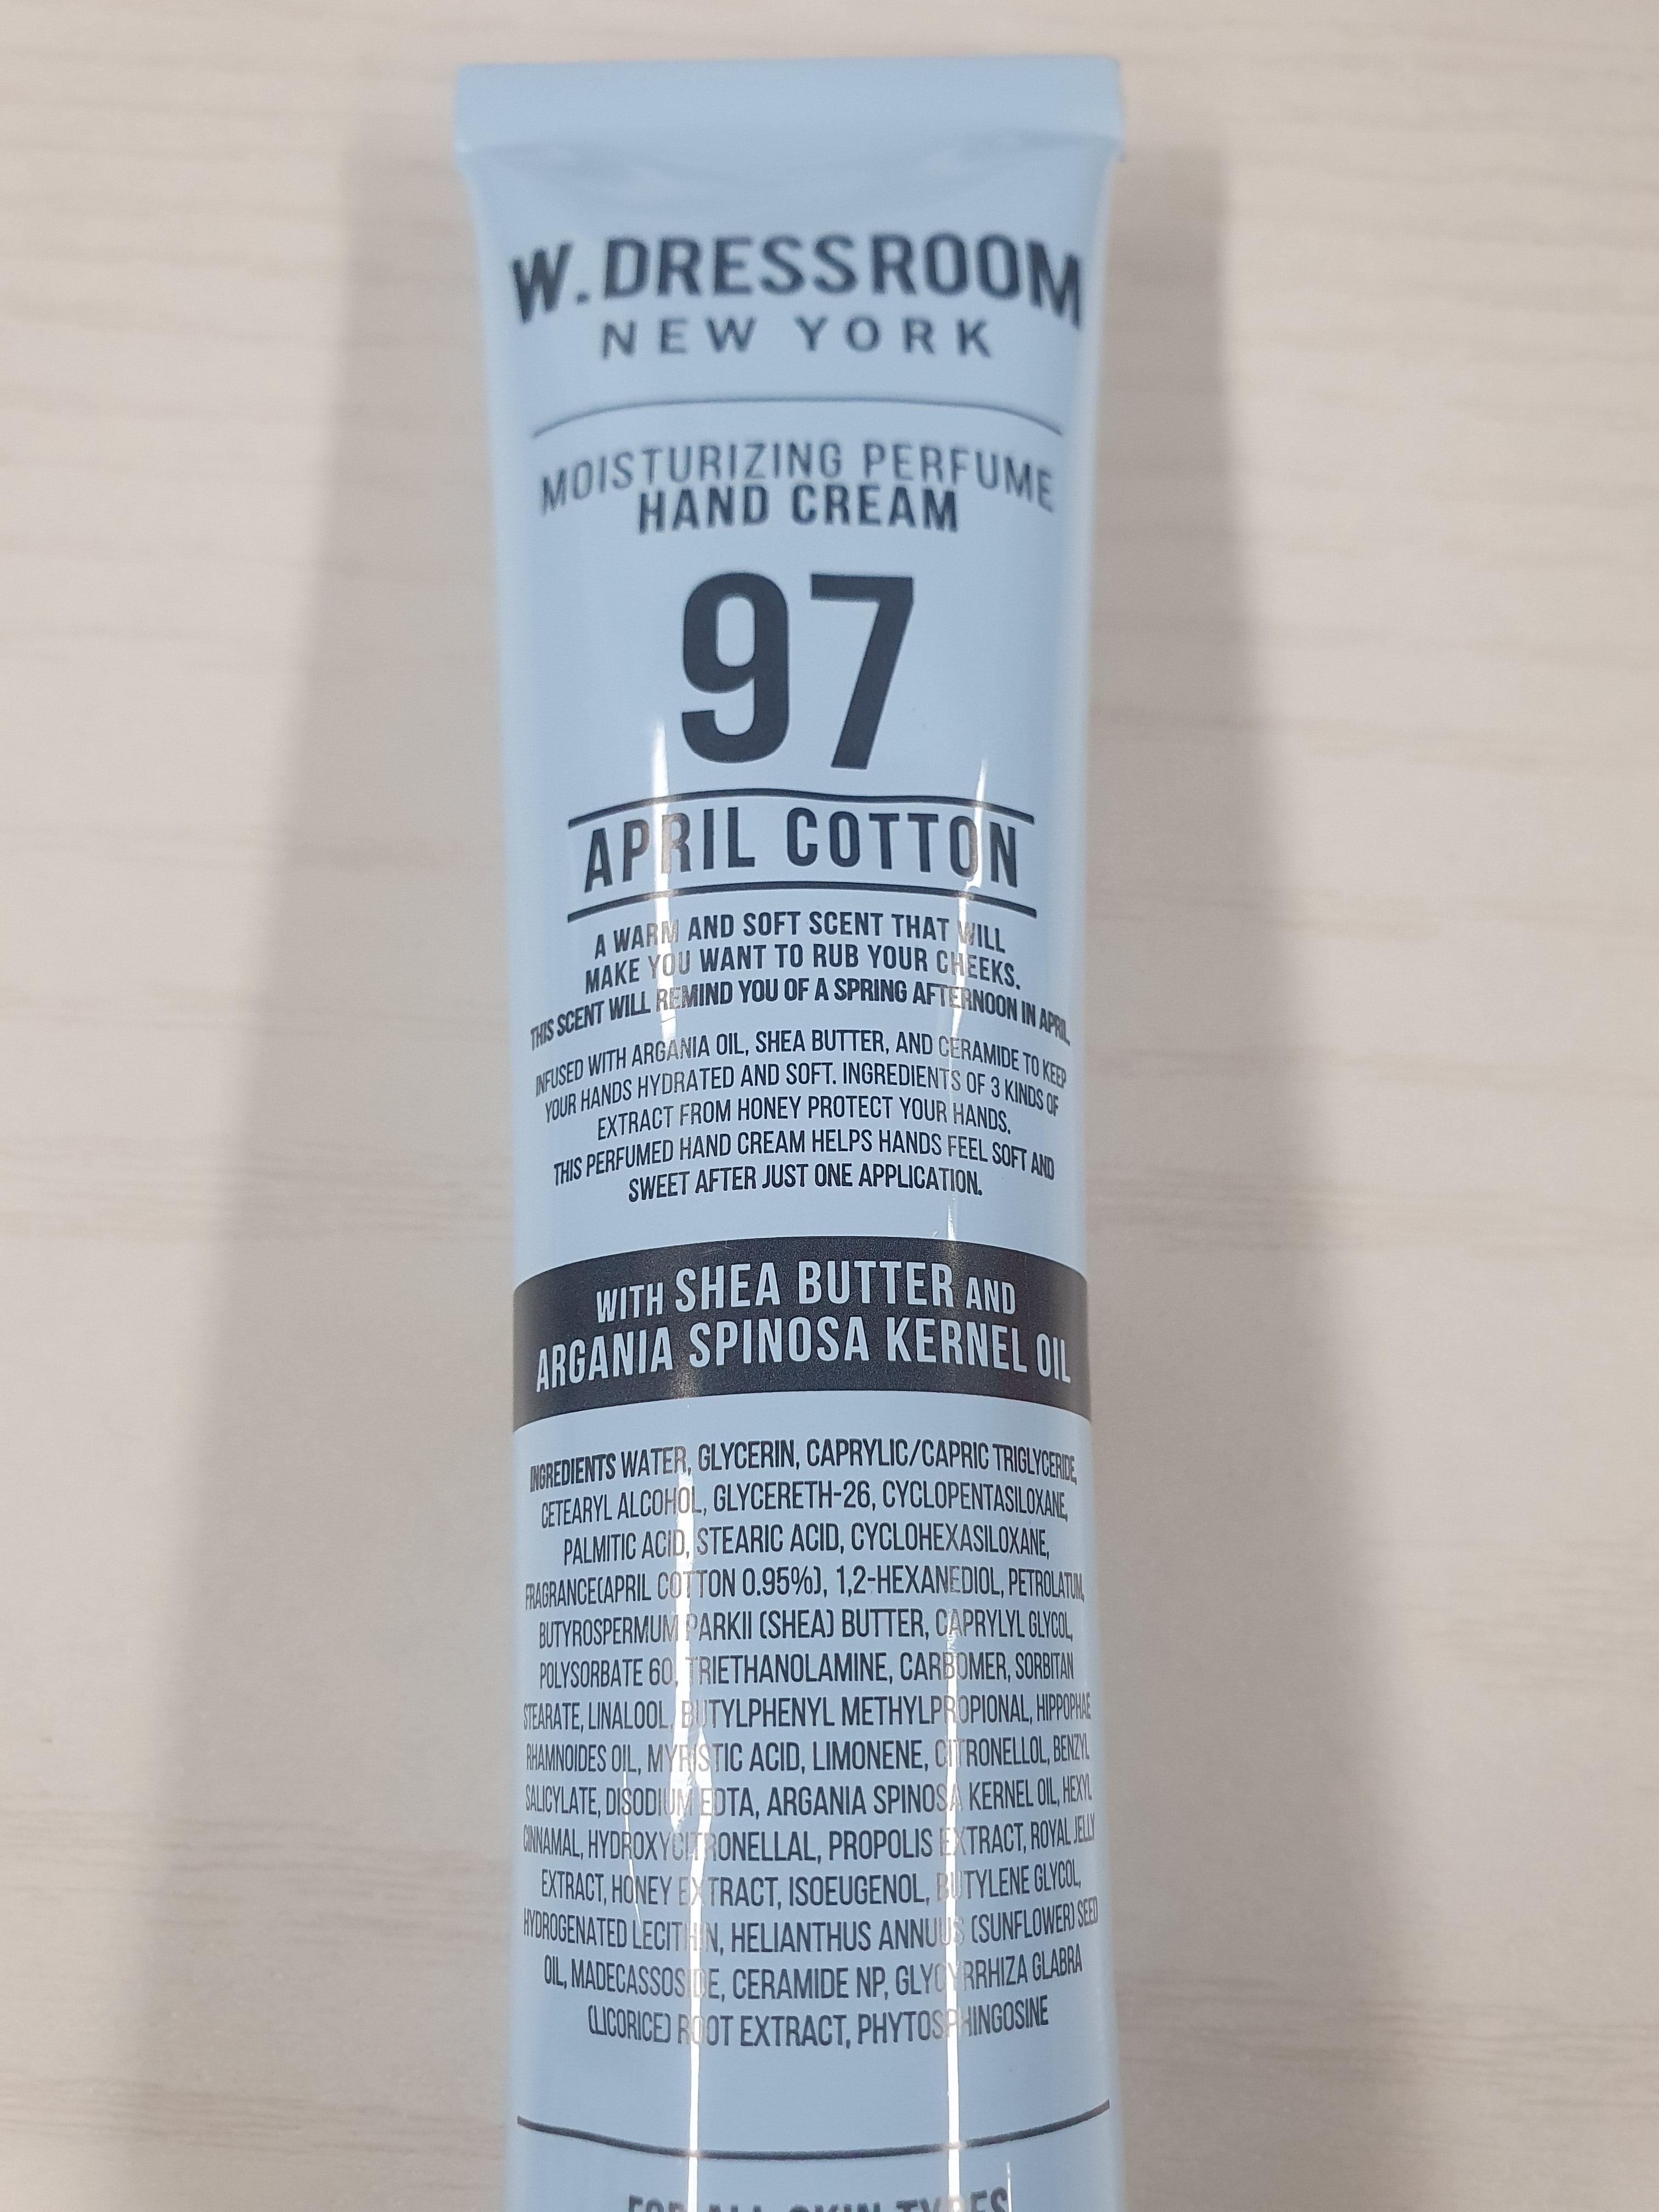 W.DRESSROOM
NEW YORK
MOISTURIZING PERFUME
HAND CREAM
97
APRIL COTTON
A WARM AND SOFT SCENT THAT WILL
MAKE YOU WANT TO RUB YOUR CHEEKS.
THIS SCENT WILL REMIND YOU OF A SPRING AFTERNOON IN APRIL
INFUSED WITH ARGANIA OIL, SHEA BUTTER, AND CERAMIDE TO KEEP
YOUR HANDS HYDRATED AND SOFT. INGREDIENTS OF 3 KINDS OF
EXTRACT FROM HONEY PROTECT YOUR HANDS.
THIS PERFUMED HAND CREAM HELPS HANDS FEEL SOFT AND
SWEET AFTER JUST ONE APPLICATION.
WITH SHEA BUTTER AND
ARGANIA SPINOSA KERNEL OIL
INGREDIENTS WATER, GLYCERIN, CAPRYLIC/CAPRIC TRIGLYCERIDE,
CETEARYL ALCOHOL, GLYCERETH-26, CYCLOPENTASILOXANE,
PALMITIC ACID, STEARIC ACID, CYCLOHEXASILOXANE,
FRAGRANCE(APRIL COTTON 0.95%), 1,2-HEXANEDIOL, PETROLATUM,
BUTYROSPERMUM PARKII (SHEA) BUTTER, CAPRYLYL GLYCOL,
POLYSORBATE 60, TRIETHANOLAMINE, CARBOMER, SORBITAN
STEARATE, LINALOOL, BUTYLPHENYL METHYLPROPIONAL, HIPPOPHAE
RHAMNOIDES OIL, MYRISTIC ACID, LIMONENE, CITRONELLOL, BENZYL
SALICYLATE, DISODIUM EDTA, ARGANIA SPINOSA KERNEL OIL, HEXYL
CINNAMAL, HYDROXYCITRONELLAL, PROPOLIS EXTRACT, ROYAL JELLY
EXTRACT, HONEY EXTRACT, ISOEUGENOL, BUTYLENE GLYCOL,
HYDROGENATED LECITHIN, HELIANTHUS ANNUUS (SUNFLOWER) SEED
OIL, MADECASSOSIDE, CERAMIDE NP, GLYCYRRHIZA GLABRA
(LICORICE) ROOT EXTRACT, PHYTOSPHINGOSINE
FOR ALL SKIN TYPES